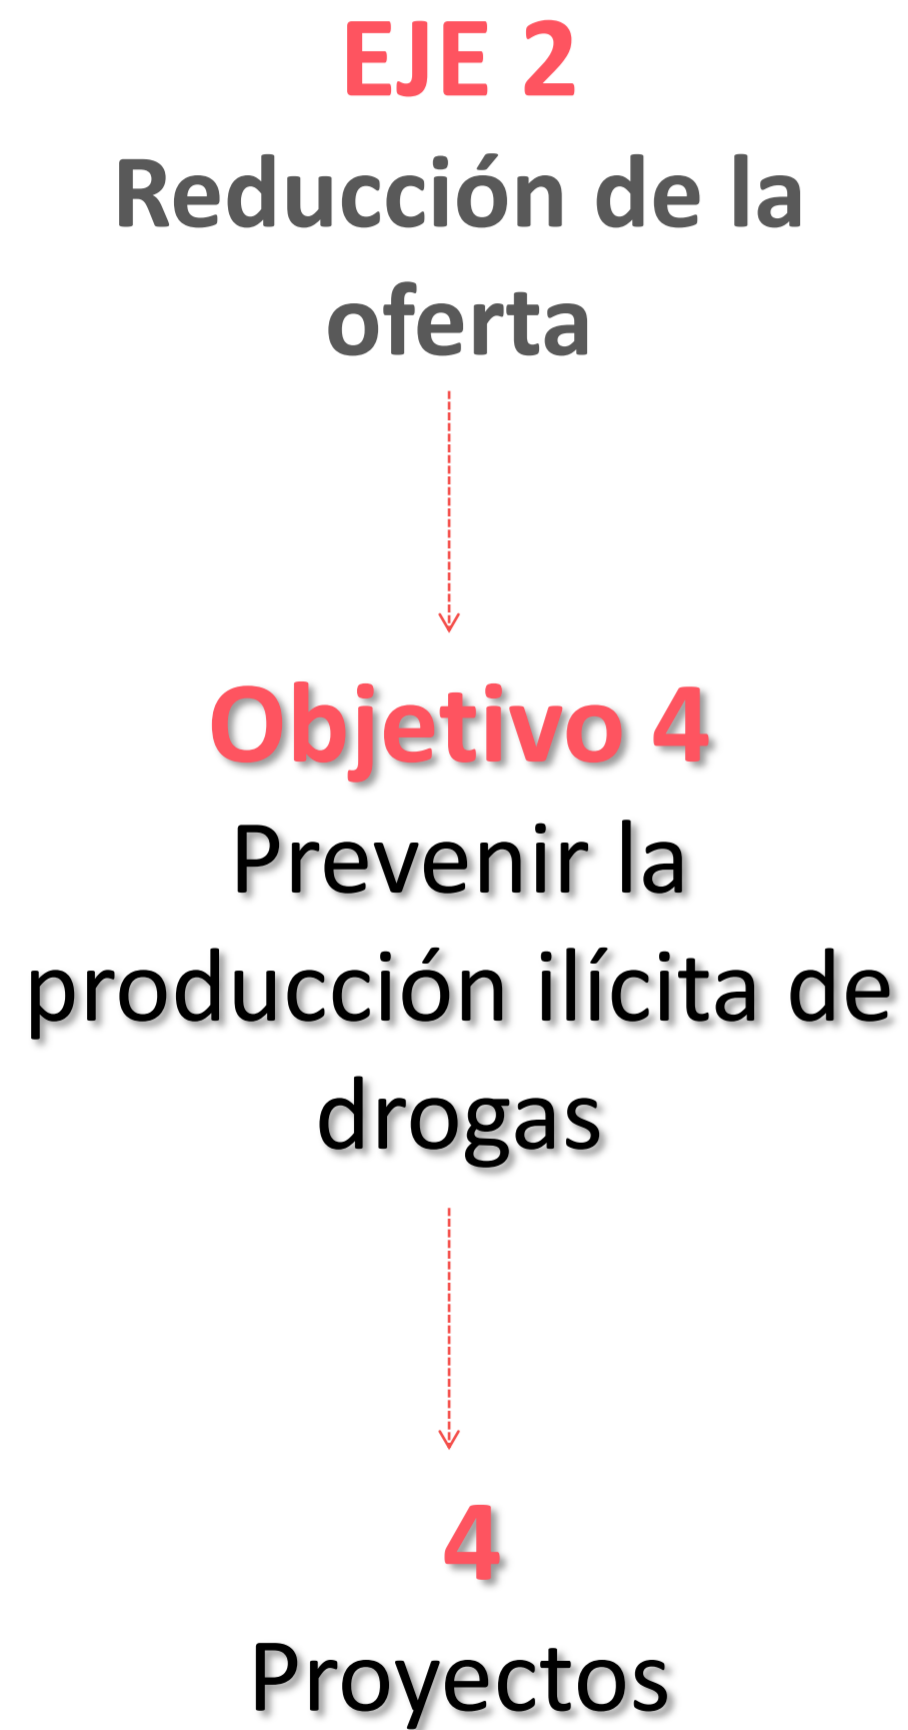 EJE 2
Reducción de la
oferta
Objetivo 4
Prevenir la
producción ilícita de
drogas
4
Proyectos